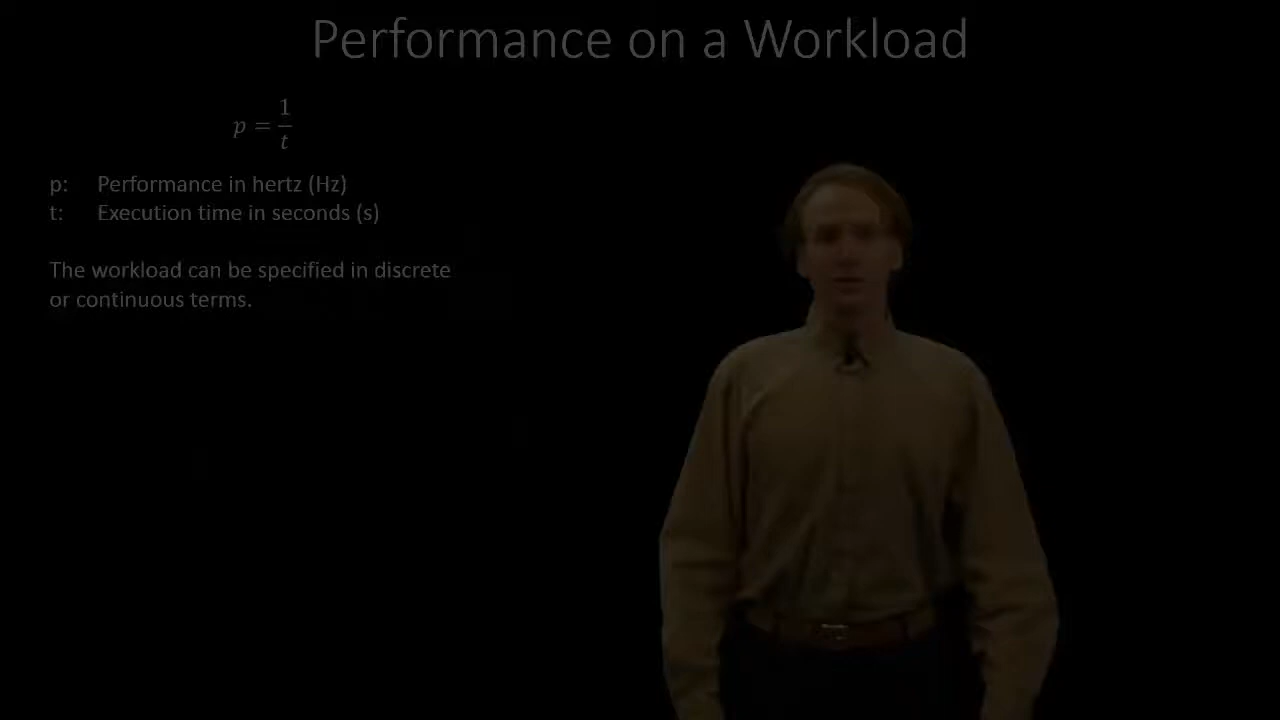 Performance on a Workload
p = 1/t
p: Performance in hertz (Hz)
t: Execution time in seconds (s)
The workload can be specified in discrete
or continuous terms.